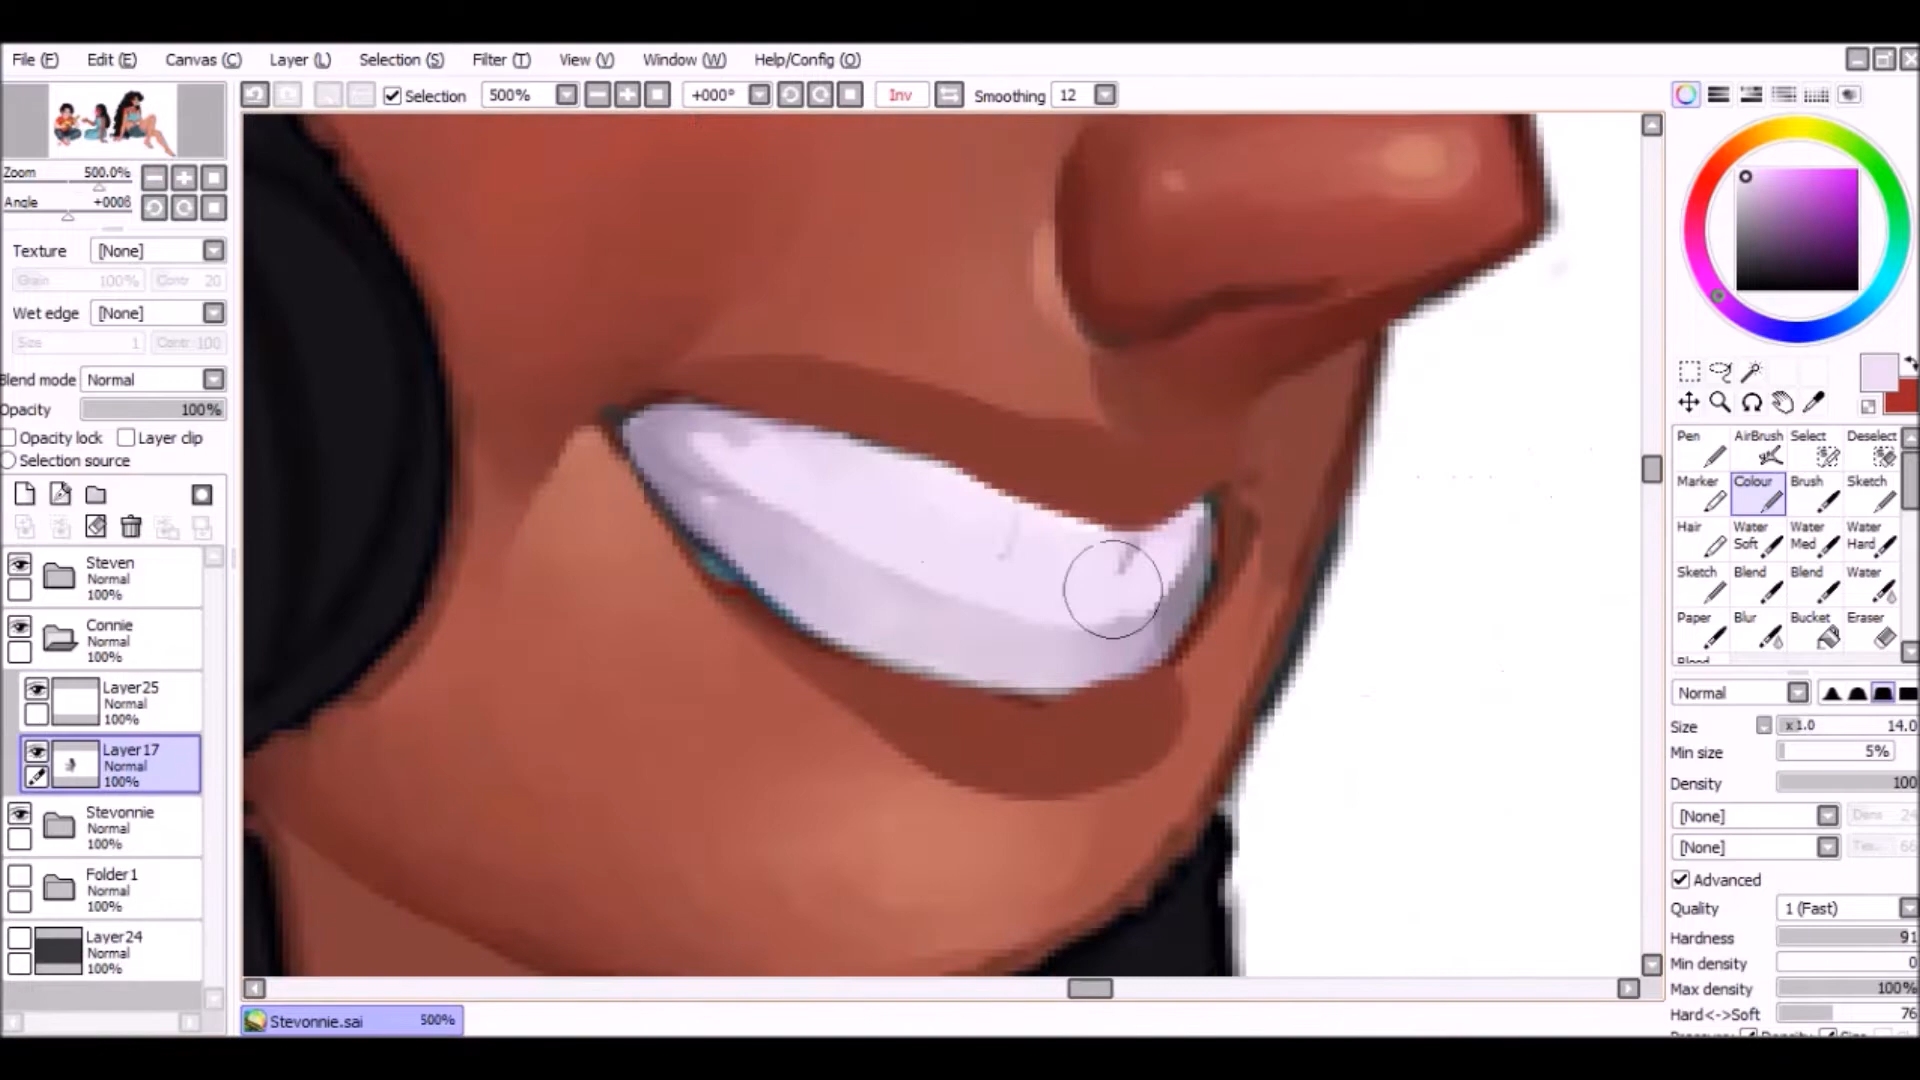 File (F) Edit (E) Canvas (C) Layer (L) Selection (S) Filter (T) View (V) Window (W) Help/Config (O)
Selection 500% +000° Inv Smoothing 12
Zoom 500.0%
Angle
Texture [None]
Grain 100% Contr 20
Wet edge [None]
Size 1 Contr 100
Blend mode Normal
Opacity 100%
Opacity lock Layer clip
Selection source
Steven
Normal
100%
Connie
Normal
100%
Layer25
Normal
100%
Layer17
Normal
100%
Stevonnie
Normal
100%
Folder1
Normal
100%
Layer24
Normal
100%
Stevonnie.sai 500%
Pen AirBrush Select Deselect
Marker Colour Brush Sketch
Hair Water Soft Water Med Water Hard
Sketch Blend Blend Water
Paper Blur Bucket Eraser
Blend
Normal
Size x1.0 14.0
Min size 5%
Density 100
[None] Dens 24
[None]
Advanced
Quality 1 (Fast)
Hardness 91
Min density 0
Max density 100%
Hard<->Soft 76